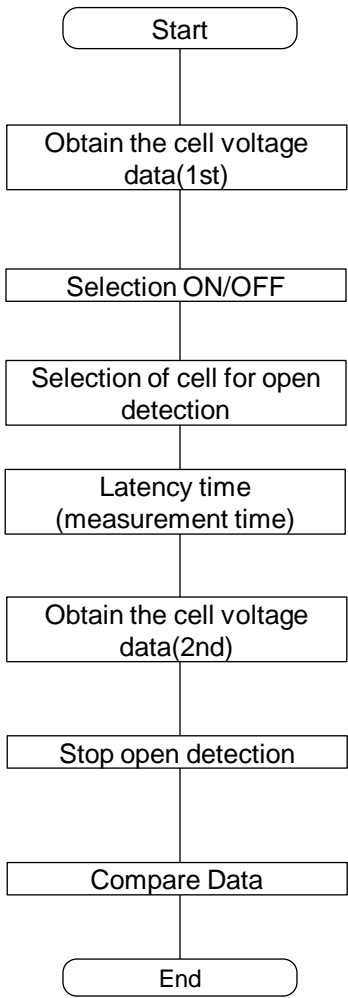 Start
Obtain the cell voltage
data(1st)
Selection ON/OFF
Selection of cell for open
detection
Latency time
(measurement time)
Obtain the cell voltage
data(2nd)
Stop open detection
Compare Data
End